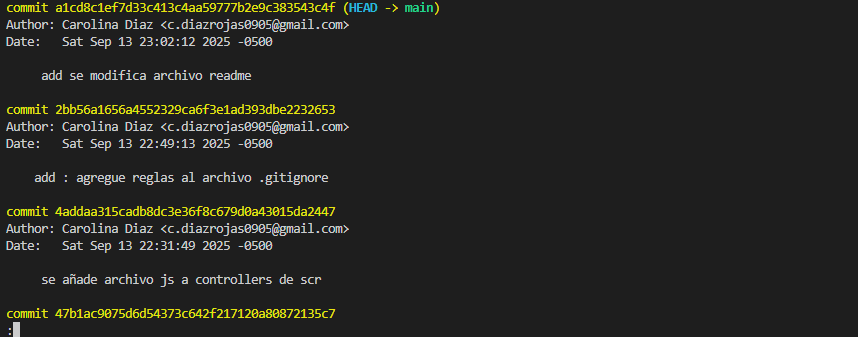 commit a1cd8c1ef7d33c413c4aa59777b2e9c383543c4f (HEAD -> main)
Author: Carolina Diaz <c.diazrojas0905@gmail.com>
Date:   Sat Sep 13 23:02:12 2025 -0500
add se modifica archivo readme
commit 2bb56a1656a4552329ca6f3e1ad393dbe2232653
Author: Carolina Diaz <c.diazrojas0905@gmail.com>
Date:   Sat Sep 13 22:49:13 2025 -0500
add : agregue reglas al archivo .gitignore
commit 4addaa315cadb8dc3e36f8c679d0a43015da2447
Author: Carolina Diaz <c.diazrojas0905@gmail.com>
Date:   Sat Sep 13 22:31:49 2025 -0500
se añade archivo js a controllers de scr
commit 47b1ac9075d6d54373c642f217120a80872135c7
: